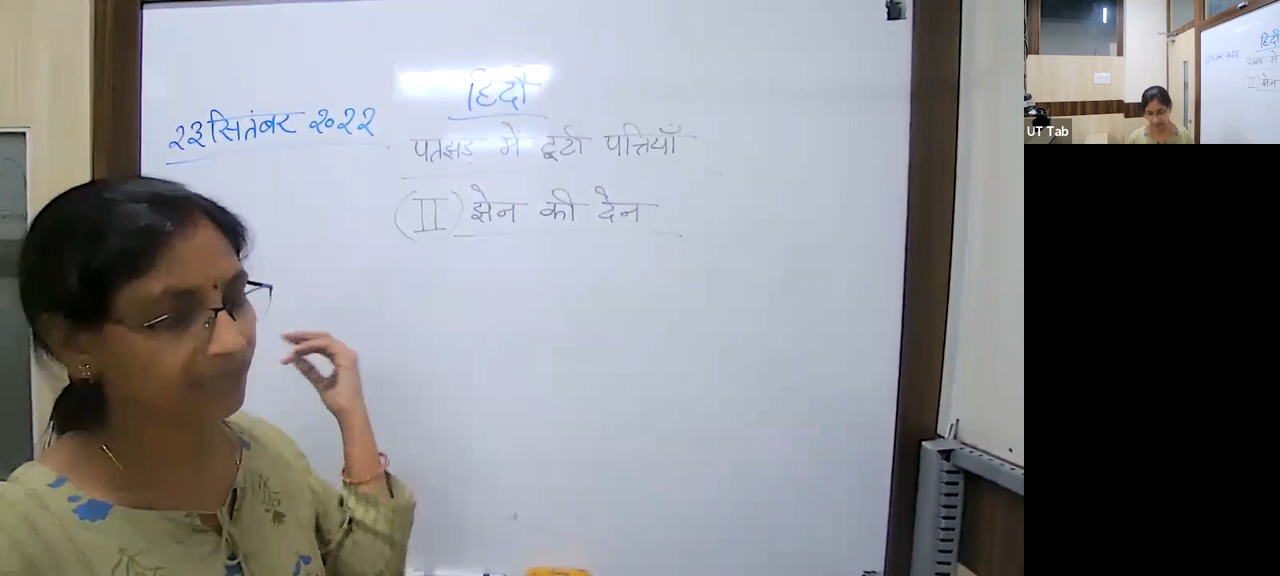 हिंदी
२३ सितंबर २०२२
पतझड़ में टूटी पत्तियाँ
(II) झेन की देन
UT Tab